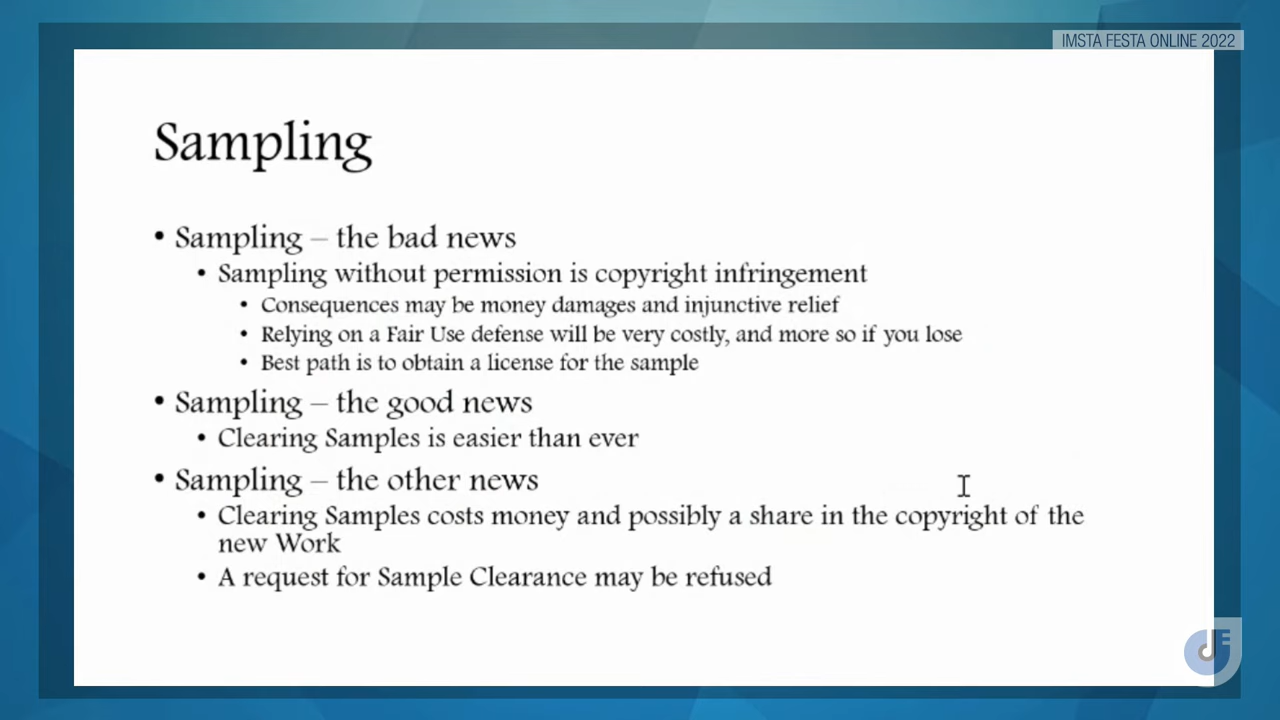 IMSTA FESTA ONLINE 2022
Sampling
• Sampling – the bad news
• Sampling without permission is copyright infringement
• Consequences may be money damages and injunctive relief
• Relying on a Fair Use defense will be very costly, and more so if you lose
• Best path is to obtain a license for the sample
• Sampling – the good news
• Clearing Samples is easier than ever
• Sampling – the other news
• Clearing Samples costs money and possibly a share in the copyright of the
new Work
• A request for Sample Clearance may be refused